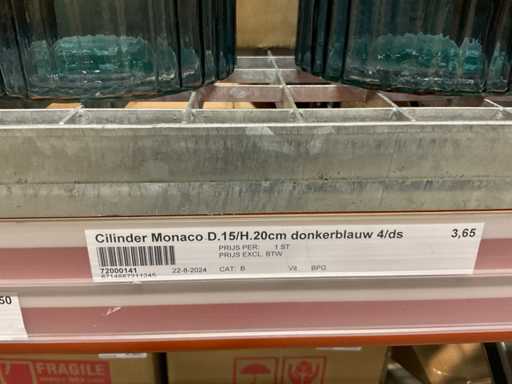 Cilinder Monaco D.15/H.20cm donkerblauw 4/ds 3,65
PRIJS PER: 1 ST
PRIJS EXCL. BTW
72000141 22-8-2024 CAT: B Vit BPG
50
FRAGILE